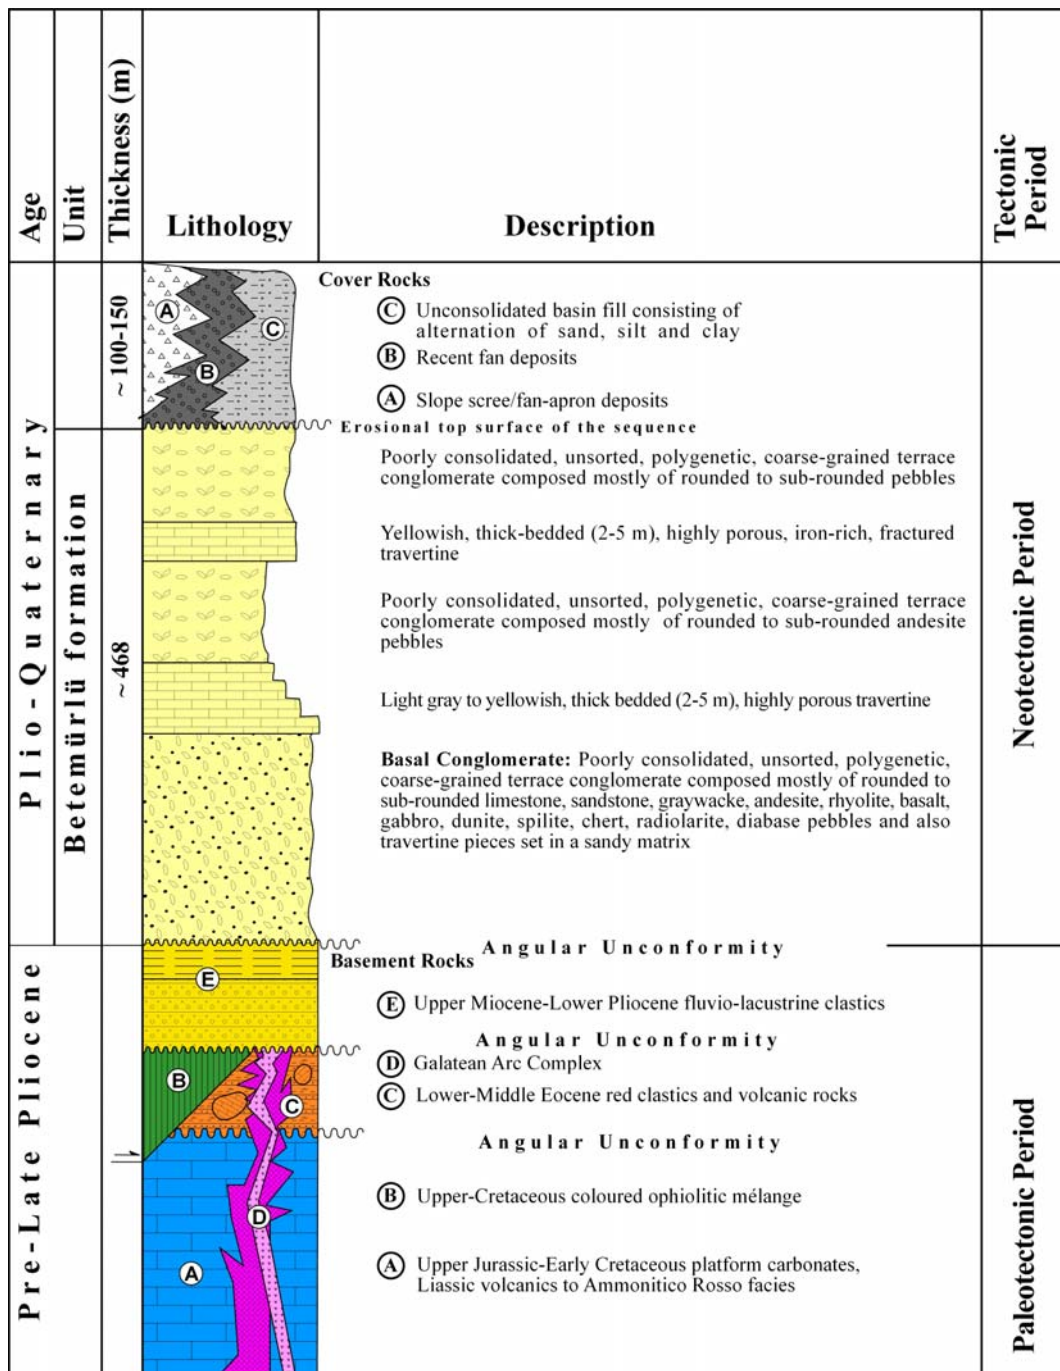 Age
Unit
Thickness (m)
Lithology
Description
Tectonic
Period
Plio-Quaternary
Pre-Late Pliocene
Betemürlü formation
~ 100-150
~ 468
A
B
C
Cover Rocks
C Unconsolidated basin fill consisting of
alternation of sand, silt and clay
B Recent fan deposits
A Slope scree/fan-apron deposits
Erosional top surface of the sequence
Poorly consolidated, unsorted, polygenetic, coarse-grained terrace
conglomerate composed mostly of rounded to sub-rounded pebbles
Yellowish, thick-bedded (2-5 m), highly porous, iron-rich, fractured
travertine
Poorly consolidated, unsorted, polygenetic, coarse-grained terrace
conglomerate composed mostly of rounded to sub-rounded andesite
pebbles
Light gray to yellowish, thick bedded (2-5 m), highly porous travertine
Basal Conglomerate: Poorly consolidated, unsorted, polygenetic,
coarse-grained terrace conglomerate composed mostly of rounded to
sub-rounded limestone, sandstone, graywacke, andesite, rhyolite, basalt,
gabbro, dunite, spilite, chert, radiolarite, diabase pebbles and also
travertine pieces set in a sandy matrix
Angular Unconformity
Basement Rocks
E
E Upper Miocene-Lower Pliocene fluvio-lacustrine clastics
Angular Unconformity
D Galatean Arc Complex
B
C
C Lower-Middle Eocene red clastics and volcanic rocks
Angular Unconformity
B Upper-Cretaceous coloured ophiolitic mélange
D
A
A Upper Jurassic-Early Cretaceous platform carbonates,
Liassic volcanics to Ammonitico Rosso facies
Neotectonic Period
Paleotectonic Period